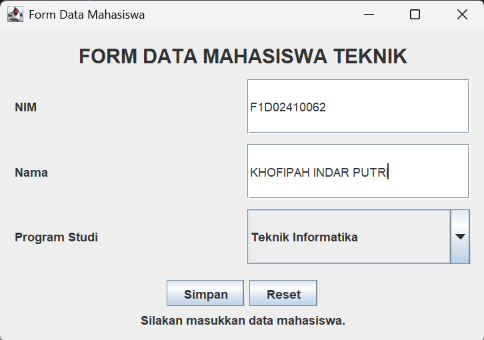 Form Data Mahasiswa
FORM DATA MAHASISWA TEKNIK
NIM
F1D02410062
Nama
KHOFIPAH INDAR PUTRI
Program Studi
Teknik Informatika
Simpan Reset
Silakan masukkan data mahasiswa.